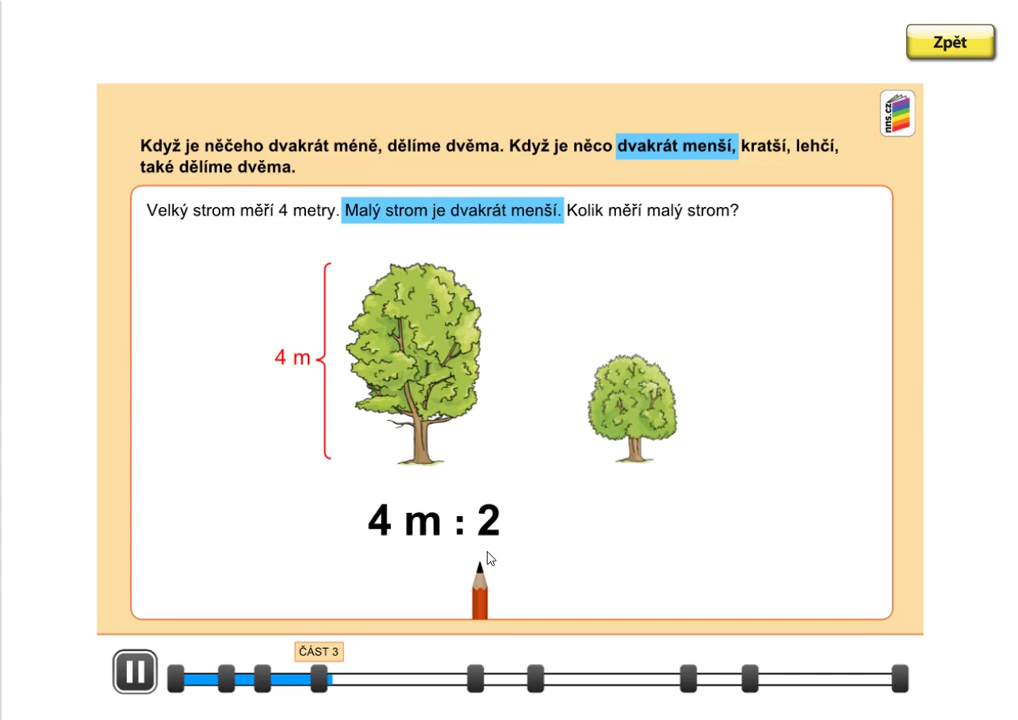 Zpět
nns.cz
Když je něčeho dvakrát méně, dělíme dvěma. Když je něco dvakrát menší, kratší, lehčí,
také dělíme dvěma.
Velký strom měří 4 metry. Malý strom je dvakrát menší. Kolik měří malý strom?
4 m
4 m : 2
ČÁST 3